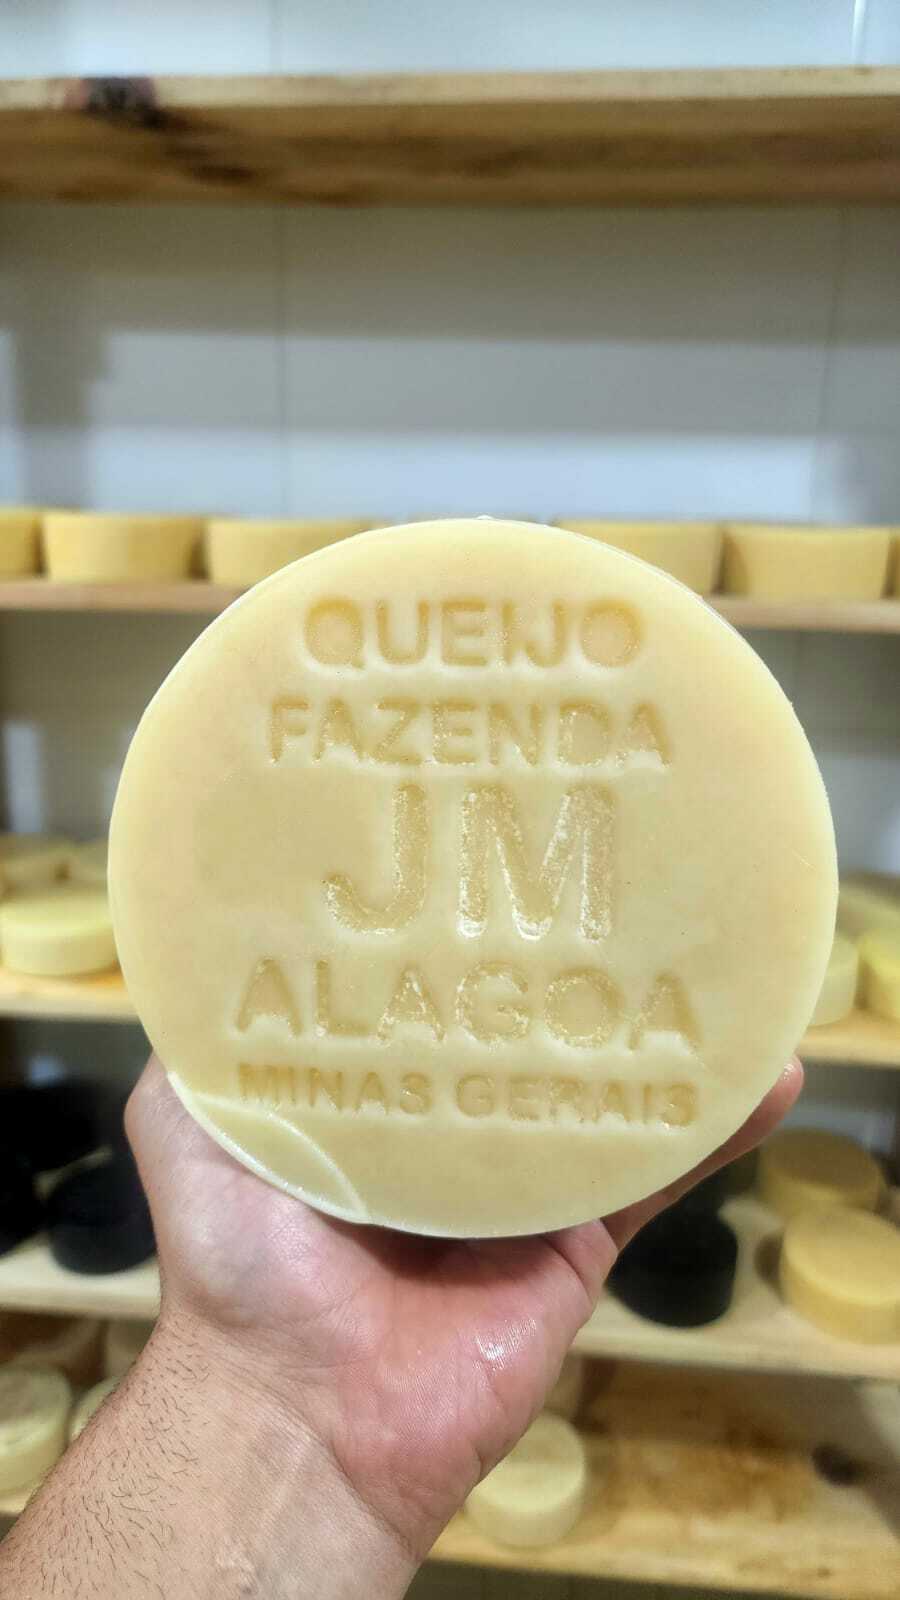 QUEIJO
FAZENDA
JM
ALAGOA
MINAS GERAIS